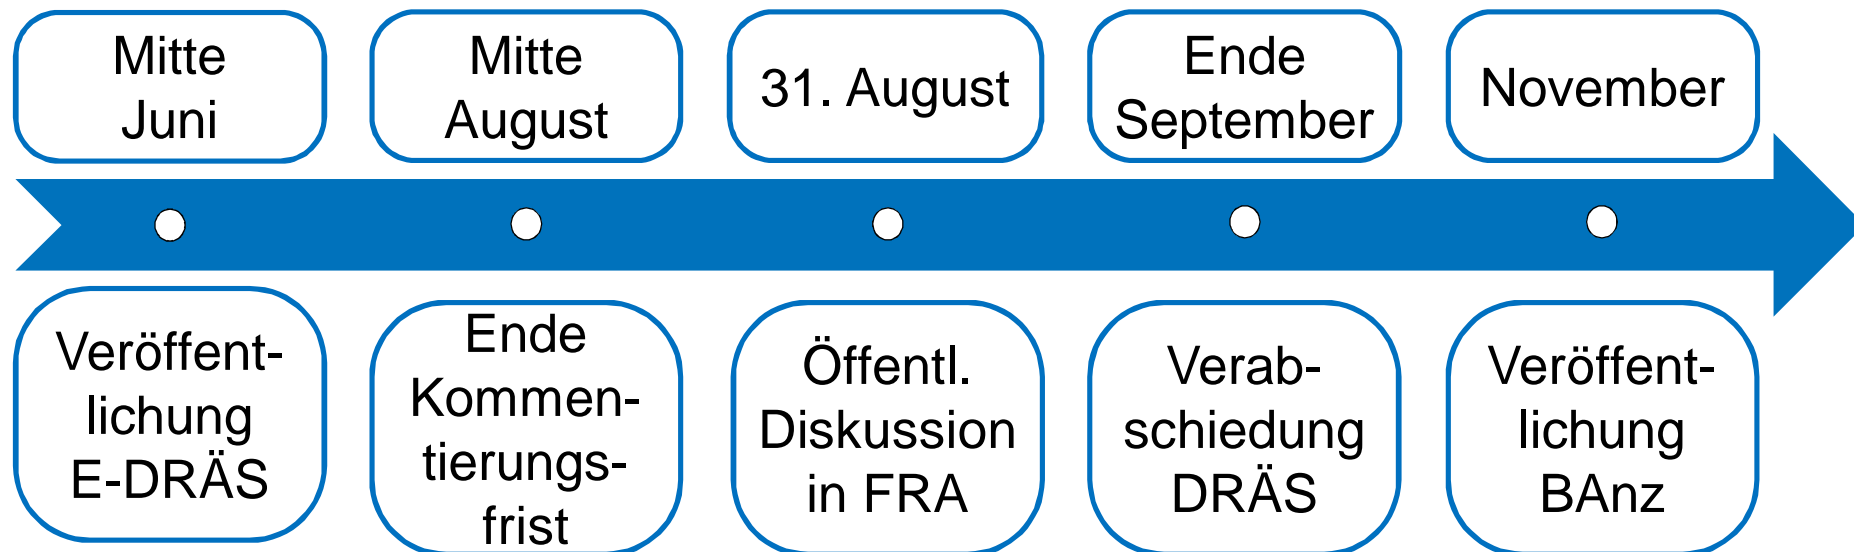 Mitte
Juni
Mitte
August
31. August
Ende
September
November
Veröffent-
lichung
E-DRÄS
Ende
Kommen-
tierungs-
frist
Öffentl.
Diskussion
in FRA
Verab-
schiedung
DRÄS
Veröffent-
lichung
BAnz